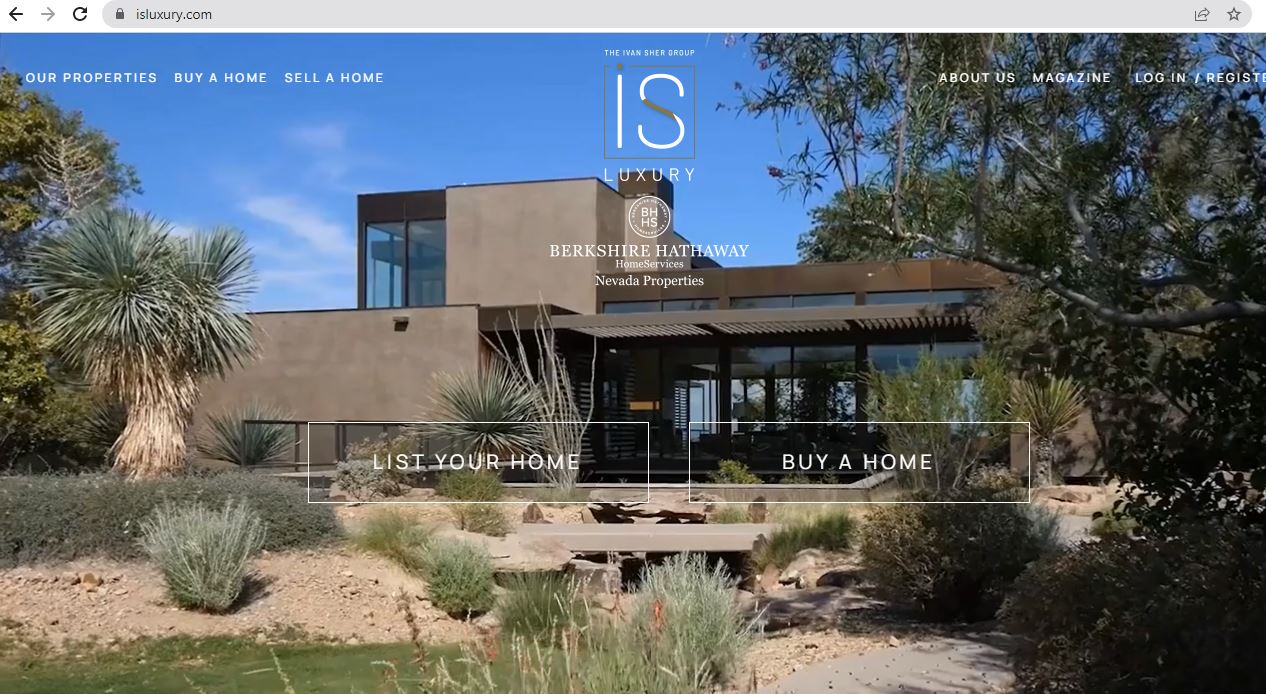 isluxury.com
THE IVAN SHER GROUP
OUR PROPERTIES BUY A HOME SELL A HOME
IS
ABOUT US MAGAZINE LOG IN / REGISTE
LUXURY
BH
HS
BERKSHIRE HATHAWAY
HomeServices
Nevada Properties
LIST YOUR HOME
BUY A HOME